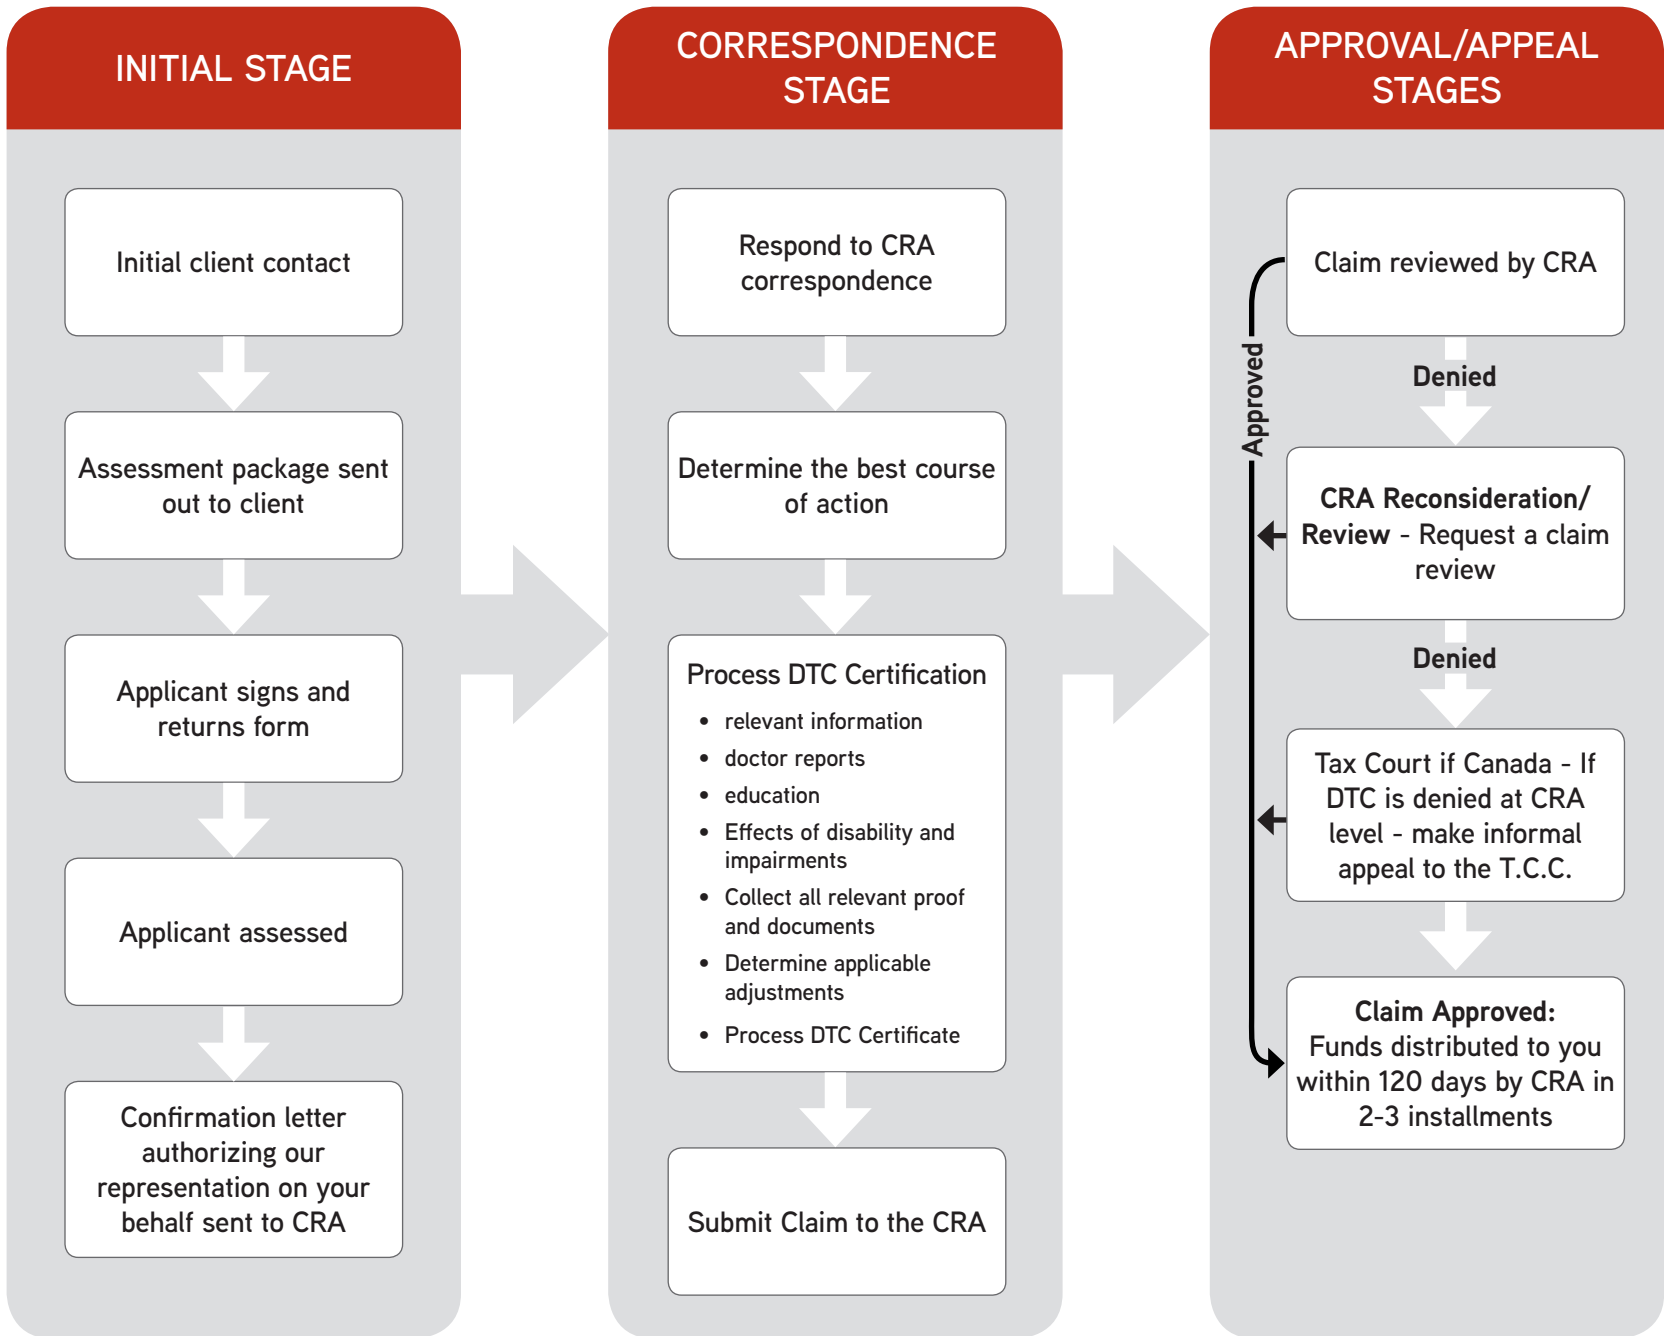 INITIAL STAGE
Initial client contact
Assessment package sent
out to client
Applicant signs and
returns form
Applicant assessed
Confirmation letter
authorizing our
representation on your
behalf sent to CRA
CORRESPONDENCE
STAGE
Respond to CRA
correspondence
Determine the best course
of action
Process DTC Certification
• relevant information
• doctor reports
• education
• Effects of disability and
impairments
• Collect all relevant proof
and documents
• Determine applicable
adjustments
• Process DTC Certificate
Submit Claim to the CRA
APPROVAL/APPEAL
STAGES
Claim reviewed by CRA
Approved
Denied
CRA Reconsideration/
Review - Request a claim
review
Denied
Tax Court if Canada - If
DTC is denied at CRA
level - make informal
appeal to the T.C.C.
Claim Approved:
Funds distributed to you
within 120 days by CRA in
2-3 installments